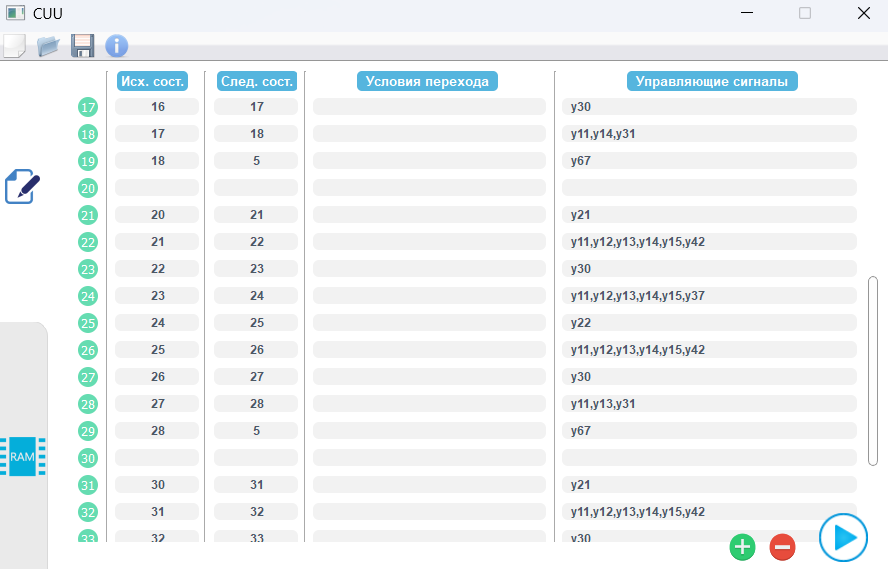 CUU
Исх. сост. След. сост. Условия перехода Управляющие сигналы
17 16 17 y30
18 17 18 y11,y14,y31
19 18 5 y67
20
21 20 21 y21
22 21 22 y11,y12,y13,y14,y15,y42
23 22 23 y30
24 23 24 y11,y12,y13,y14,y15,y37
25 24 25 y22
26 25 26 y11,y12,y13,y14,y15,y42
27 26 27 y30
28 27 28 y11,y13,y31
29 28 5 y67
30
31 30 31 y21
32 31 32 y11,y12,y13,y14,y15,y42
33 32 33 y30
RAM